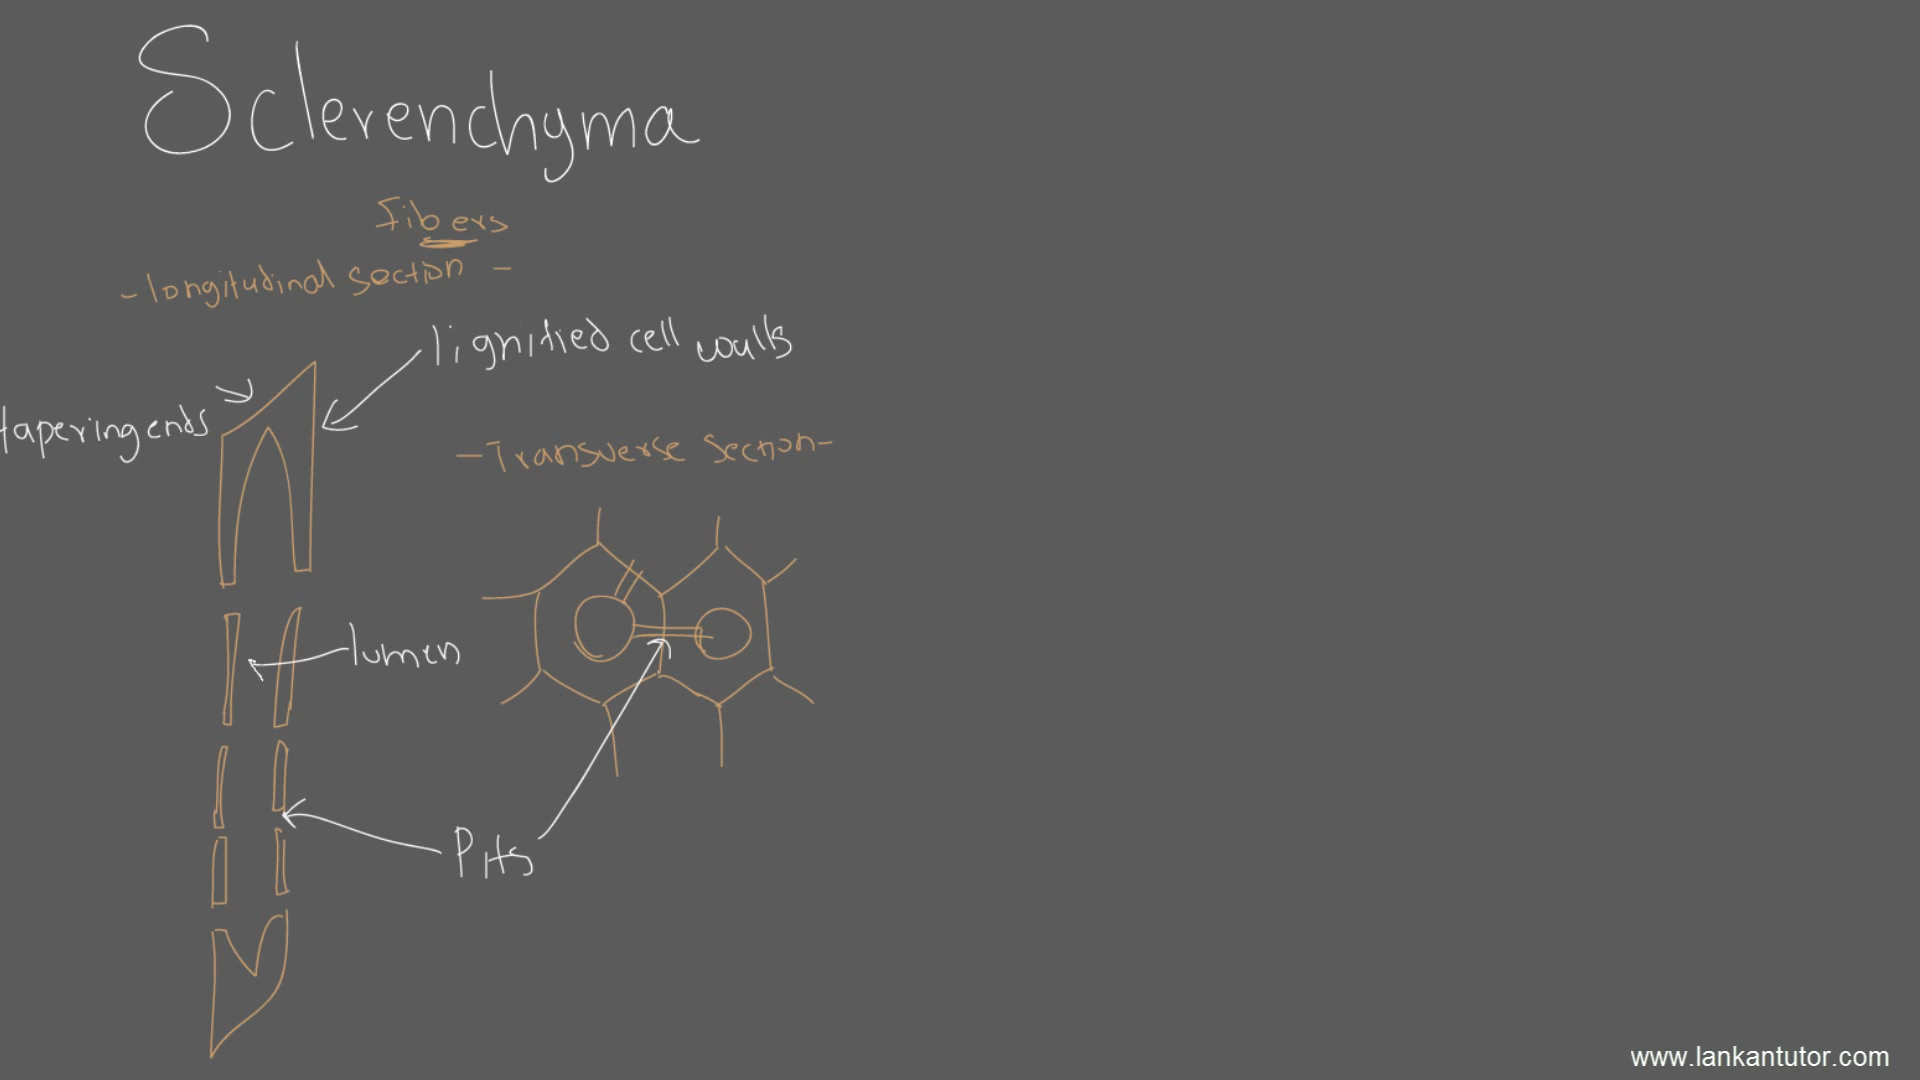 Sclerenchyma
Fibers
- longitudinal section -
lignified cell walls
tapering ends
- Transverse section -
lumen
Pits
www.lankantutor.com